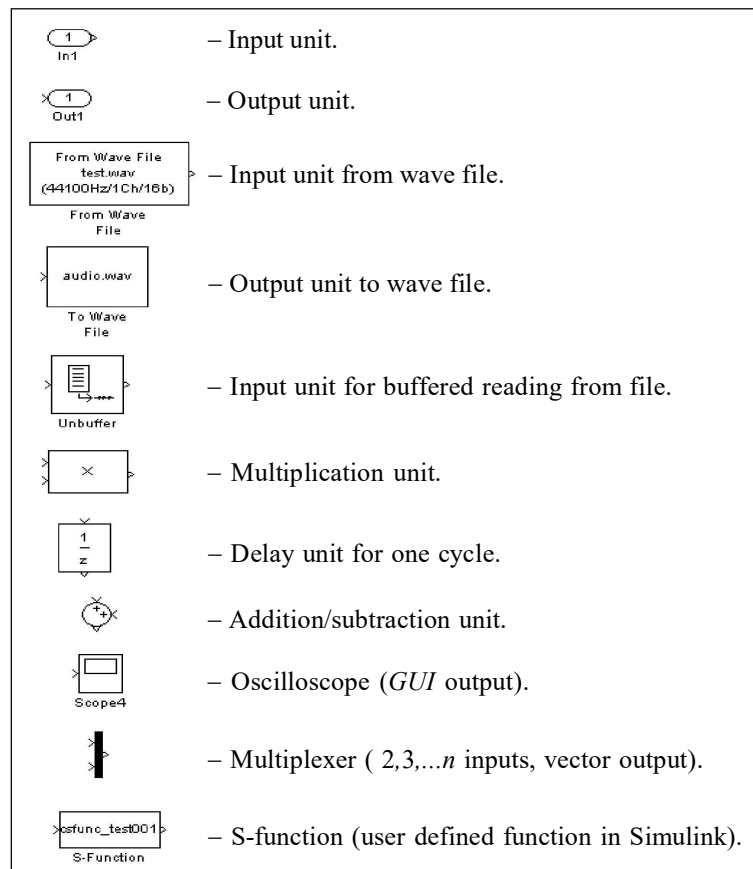 1
In1
– Input unit.
1
Out1
– Output unit.
From Wave File
test.wav
(44100Hz/1Ch/16b)
From Wave
File
– Input unit from wave file.
audio.wav
To Wave
File
– Output unit to wave file.
Unbuffer
– Input unit for buffered reading from file.
×
– Multiplication unit.
1
z
– Delay unit for one cycle.
++
– Addition/subtraction unit.
Scope4
– Oscilloscope (GUI output).
– Multiplexer ( 2,3,...n inputs, vector output).
csfunc_test001
S-Function
– S-function (user defined function in Simulink).